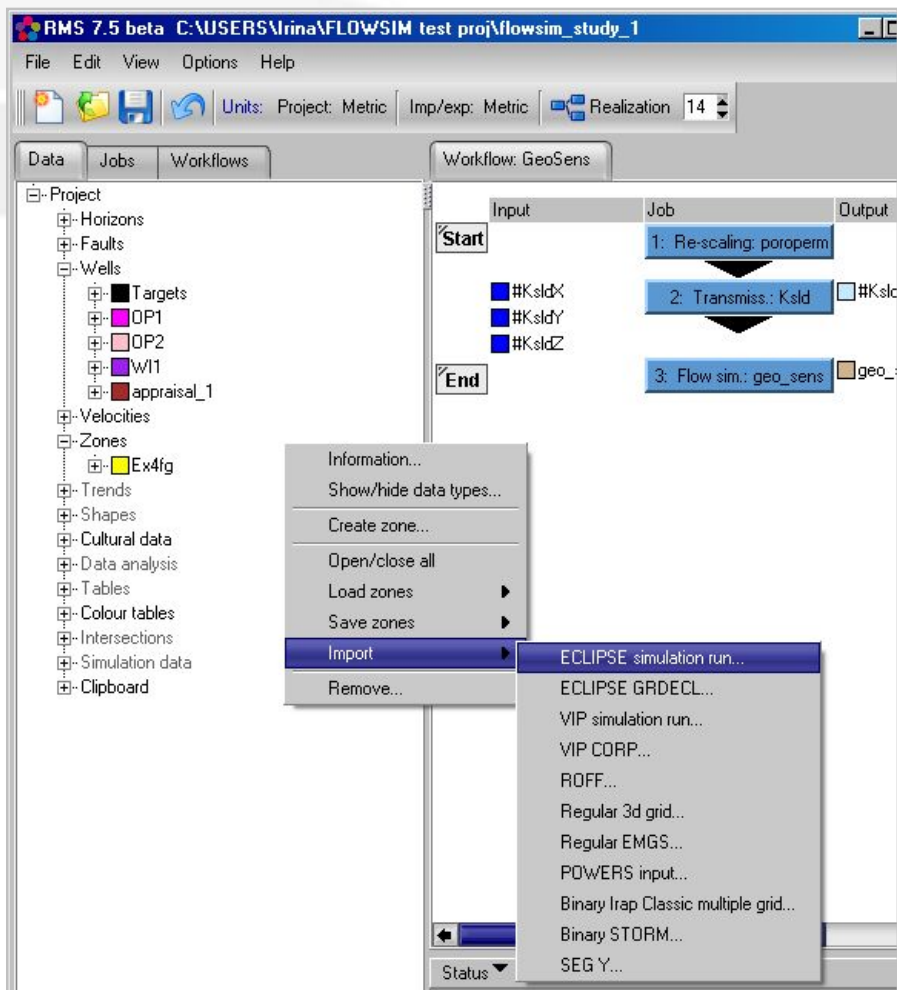 RMS 7.5 beta C:\USERS\Irina\FLOWSIM test proj\flowsim_study_1
File Edit View Options Help
Units: Project: Metric Imp/exp: Metric Realization 14
Data Jobs Workflows
Project
Horizons
Faults
Wells
Targets
OP1
OP2
WI1
appraisal_1
Velocities
Zones
Ex4fg
Trends
Shapes
Cultural data
Data analysis
Tables
Colour tables
Intersections
Simulation data
Clipboard
Workflow: GeoSens
Input Job Output
Start
1: Re-scaling: poroperm
#KsldX
2: Transmiss.: Ksld
#Ksld
#KsldY
#KsldZ
End
3: Flow sim.: geo_sens
geo_
Information...
Show/hide data types...
Create zone...
Open/close all
Load zones
Save zones
Import
Remove...
ECLIPSE simulation run...
ECLIPSE GRDECL...
VIP simulation run...
VIP CORP...
ROFF...
Regular 3d grid...
Regular EMGS...
POWERS input...
Binary Irap Classic multiple grid...
Binary STORM...
SEG Y...
Status